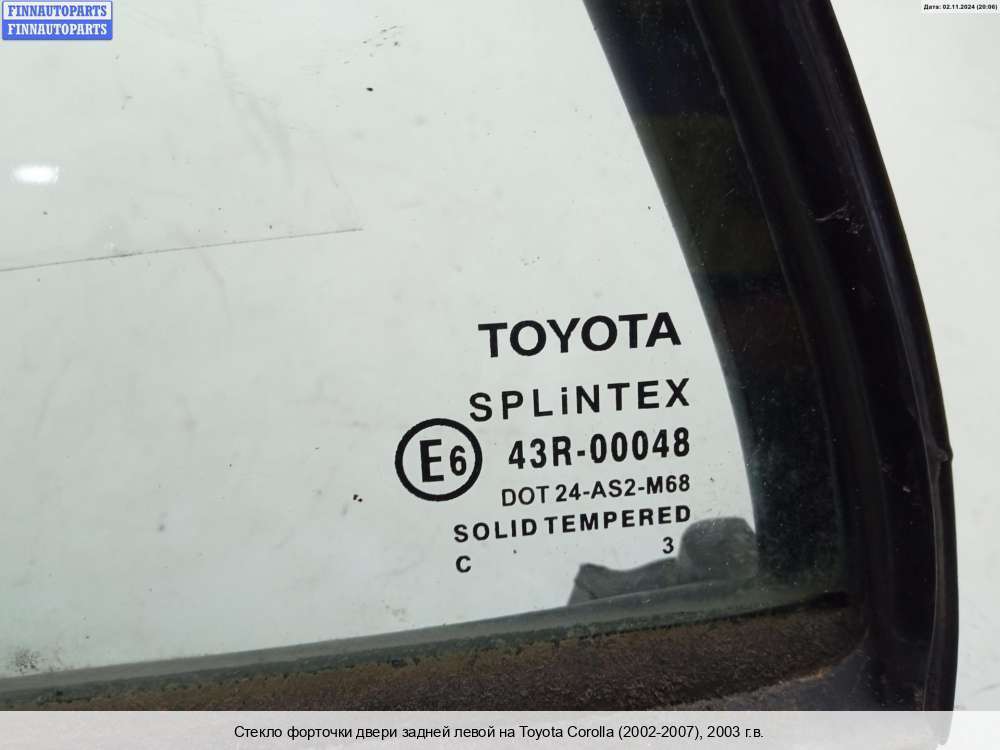 FINNAUTOPARTS
FINNAUTOPARTS
Дата: 02.11.2024 (20:06)
TOYOTA
SPLiNTEX
E6 43R-00048
DOT 24-AS2-M68
SOLID TEMPERED
C 3
Стекло форточки двери задней левой на Toyota Corolla (2002-2007), 2003 г.в.